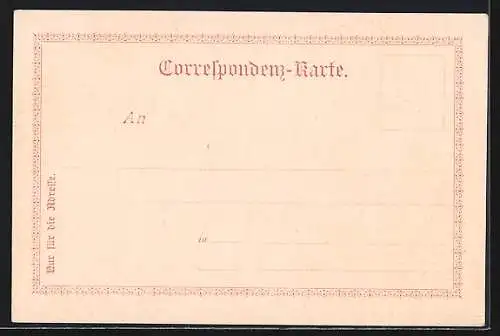 Correſpondenz-Karte.
An
in
Nur für die Adreſſe.